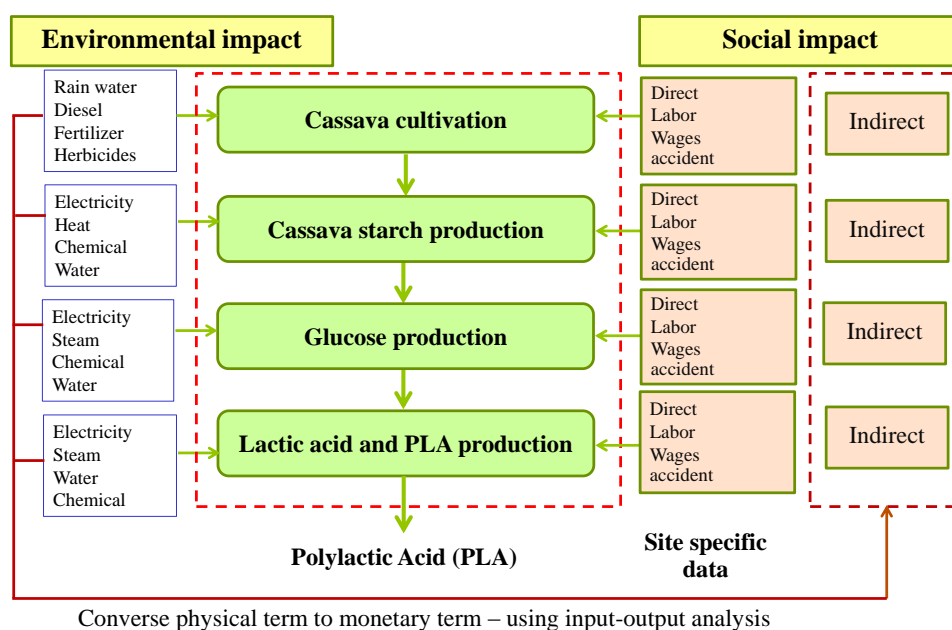 Environmental impact
Social impact
Rain water
Diesel
Fertilizer
Herbicides
Cassava cultivation
Direct
Labor
Wages
accident
Indirect
Electricity
Heat
Chemical
Water
Cassava starch production
Direct
Labor
Wages
accident
Indirect
Electricity
Steam
Chemical
Water
Glucose production
Direct
Labor
Wages
accident
Indirect
Electricity
Steam
Water
Chemical
Lactic acid and PLA production
Direct
Labor
Wages
accident
Indirect
Polylactic Acid (PLA)
Site specific
data
Converse physical term to monetary term – using input-output analysis